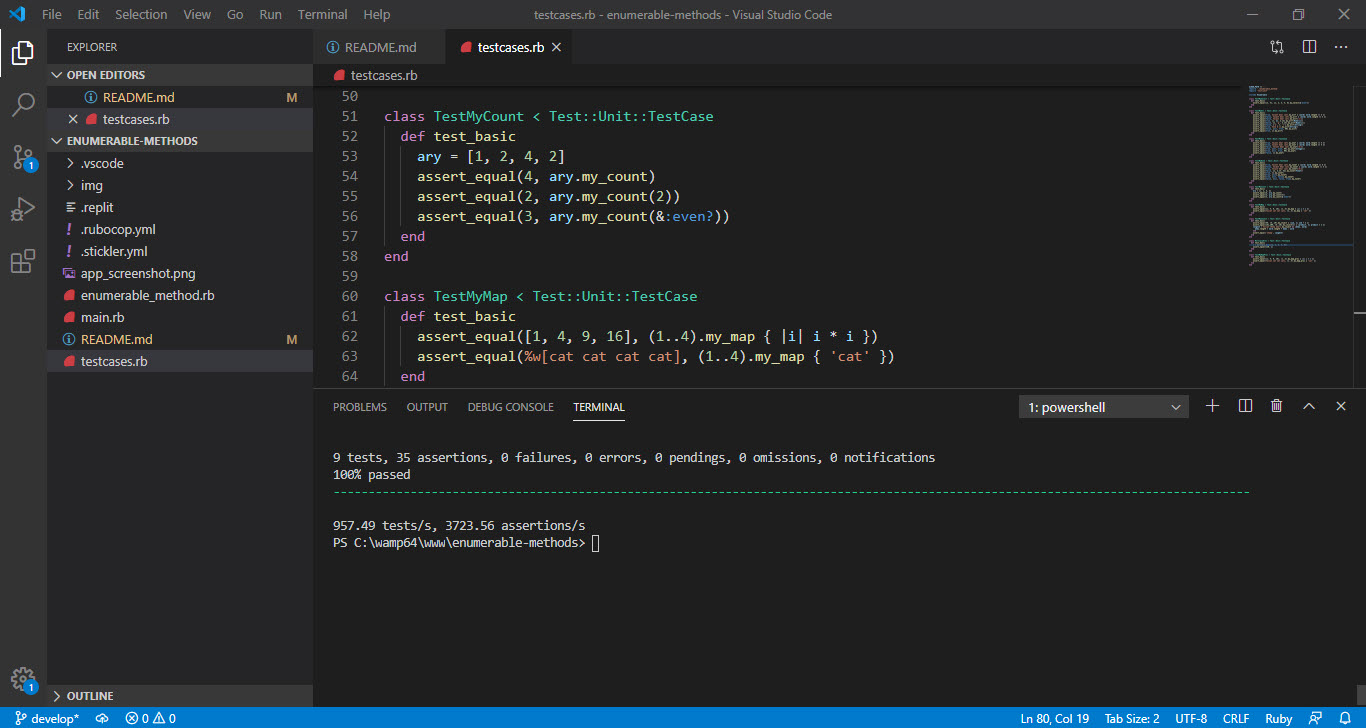 File Edit Selection View Go Run Terminal Help testcases.rb - enumerable-methods - Visual Studio Code
EXPLORER
OPEN EDITORS
README.md M
testcases.rb
ENUMERABLE-METHODS
.vscode
img
.replit
.rubocop.yml
.stickler.yml
app_screenshot.png
enumerable_method.rb
main.rb
README.md M
testcases.rb
OUTLINE
1
1
README.md testcases.rb
testcases.rb
50
51 class TestMyCount < Test::Unit::TestCase
52 def test_basic
53 ary = [1, 2, 4, 2]
54 assert_equal(4, ary.my_count)
55 assert_equal(2, ary.my_count(2))
56 assert_equal(3, ary.my_count(&:even?))
57 end
58 end
59
60 class TestMyMap < Test::Unit::TestCase
61 def test_basic
62 assert_equal([1, 4, 9, 16], (1..4).my_map { |i| i * i })
63 assert_equal(%w[cat cat cat cat], (1..4).my_map { 'cat' })
64 end
PROBLEMS OUTPUT DEBUG CONSOLE TERMINAL 1: powershell
9 tests, 35 assertions, 0 failures, 0 errors, 0 pendings, 0 omissions, 0 notifications
100% passed
957.49 tests/s, 3723.56 assertions/s
PS C:\wamp64\www\enumerable-methods>
develop* 0 0 Ln 80, Col 19 Tab Size: 2 UTF-8 CRLF Ruby